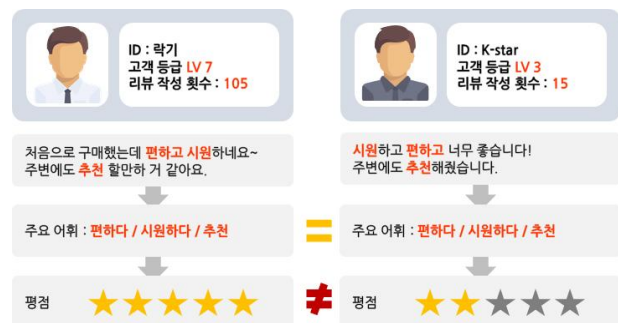 ID : 락기
고객 등급 LV 7
리뷰 작성 횟수 : 105
ID : K-star
고객 등급 LV 3
리뷰 작성 횟수 : 15
처음으로 구매했는데 편하고 시원하네요~
주변에도 추천 할만하 거 같아요.
시원하고 편하고 너무 좋습니다!
주변에도 추천해줬습니다.
주요 어휘 : 편하다 / 시원하다 / 추천
=
주요 어휘 : 편하다 / 시원하다 / 추천
평점
≠
평점